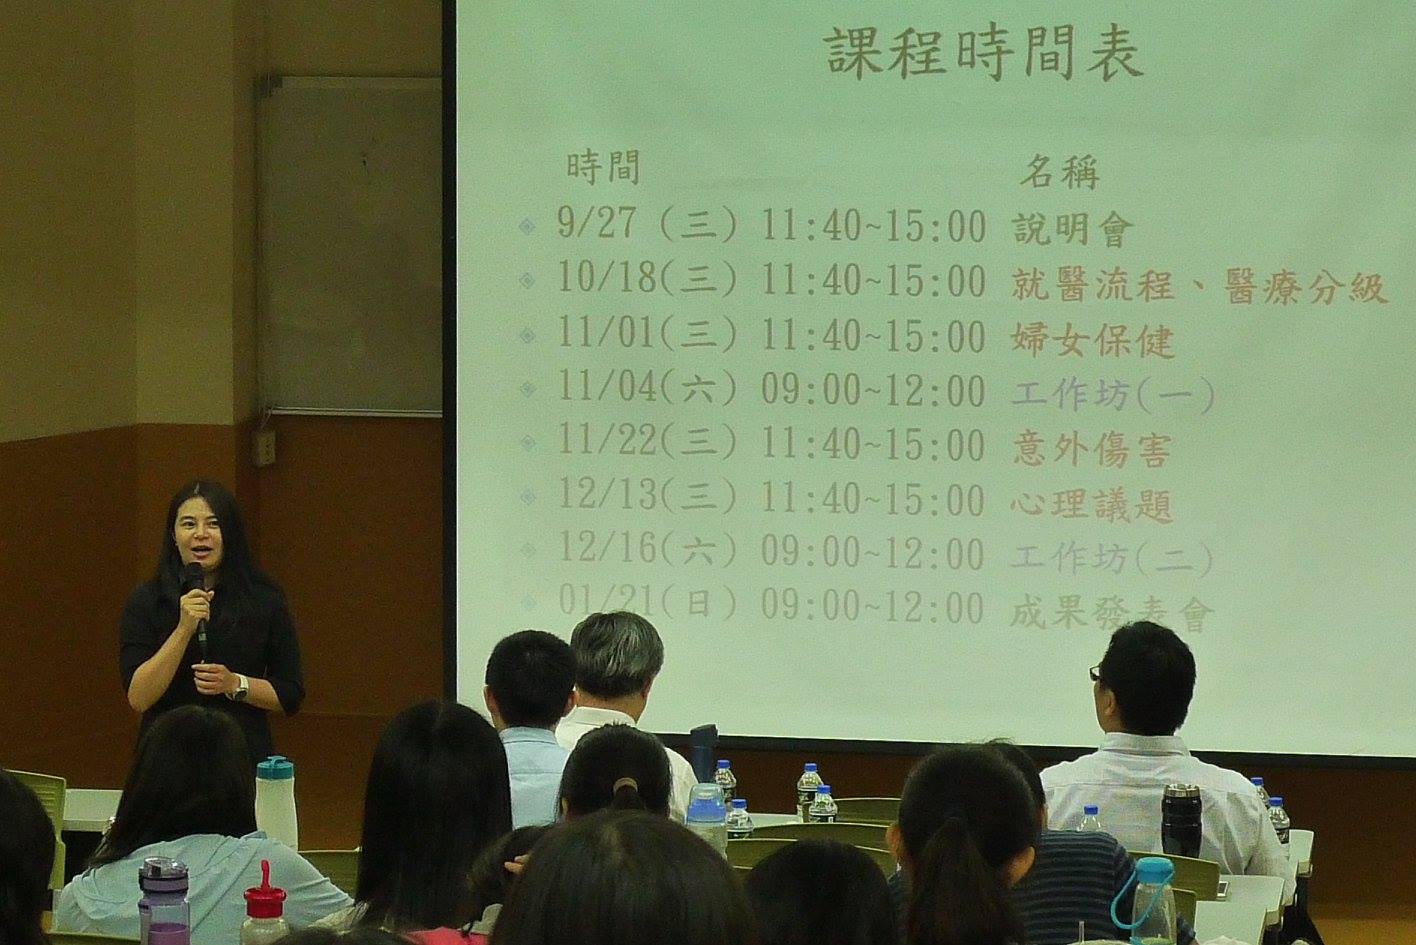 課程時間表
時間 名稱
9/27 (三) 11:40~15:00 說明會
10/18(三) 11:40~15:00 就醫流程、醫療分級
11/01(三) 11:40~15:00 婦女保健
11/04(六) 09:00~12:00 工作坊(一)
11/22(三) 11:40~15:00 意外傷害
12/13(三) 11:40~15:00 心理議題
12/16(六) 09:00~12:00 工作坊(二)
01/21(日) 09:00~12:00 成果發表會